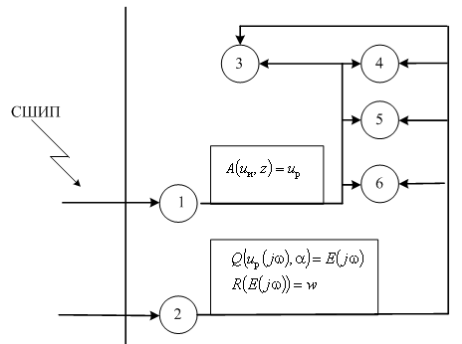 3
4
СШИП
5
A(uн, z) = uр
6
1
Q(uр(jω), α) = E(jω)
R(E(jω)) = w
2